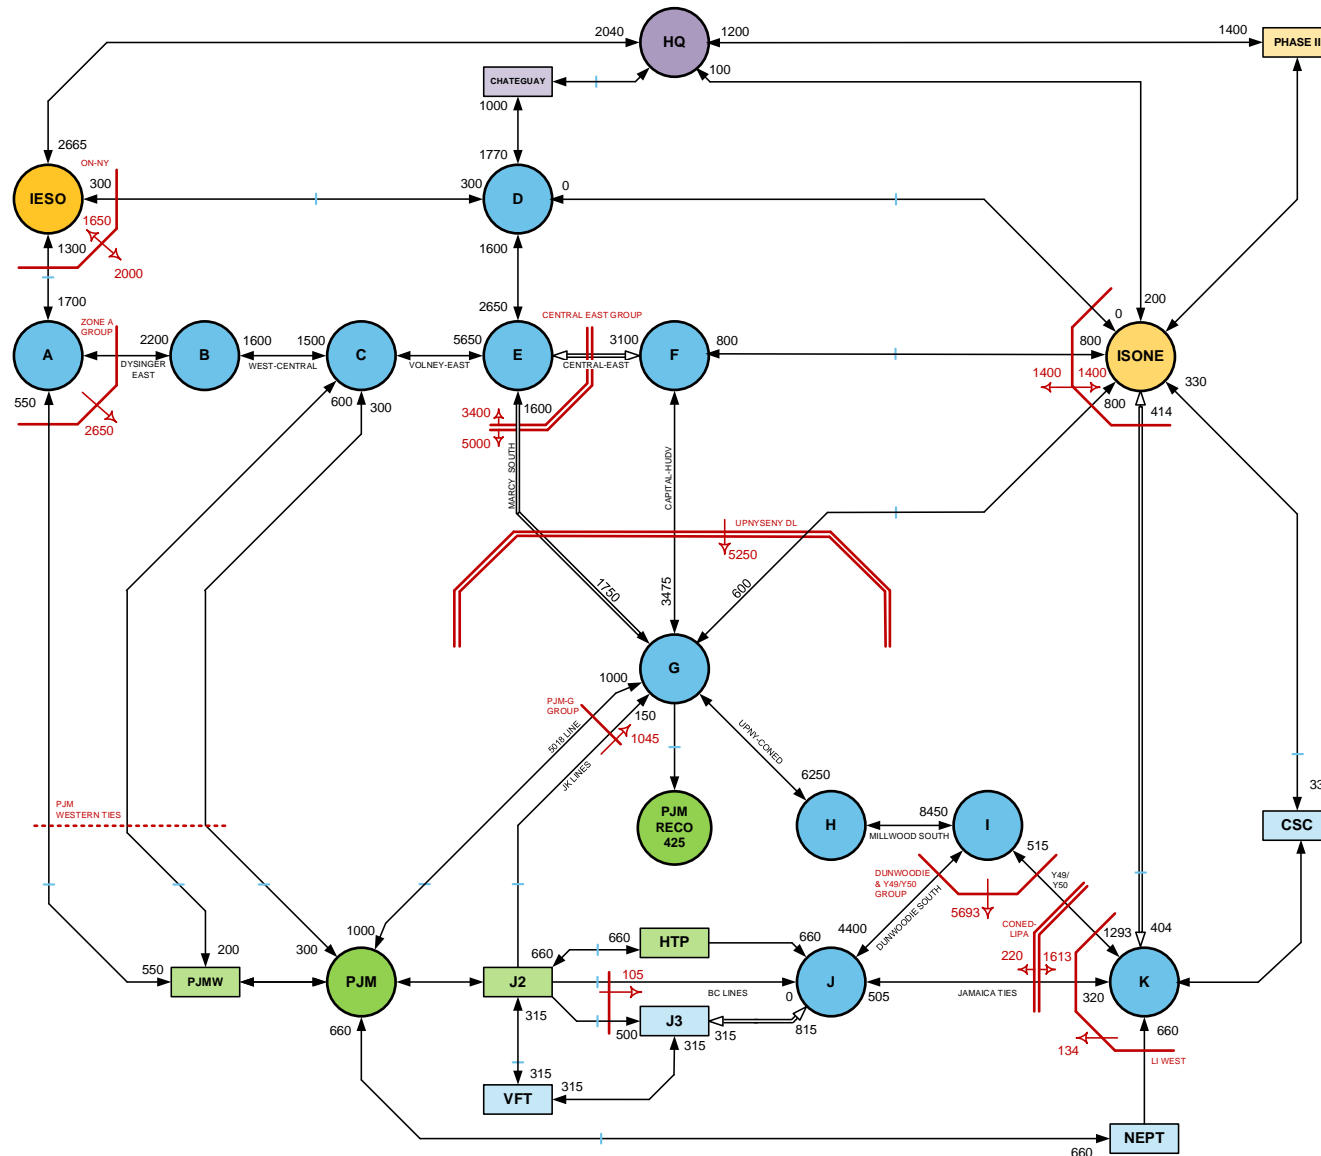 2040
HQ
1200
1400
PHASE II
CHATEGUAY
100
1000
200
2665
ON-NY
1770
IESO
300
300
D
0
1650
1300
2000
1600
0
1700
ZONE A
GROUP
2650
CENTRAL EAST GROUP
A
2200
B
1600
1500
C
5650
E
3100
F
800
800
ISONE
DYSINGER
EAST
WEST-CENTRAL
VOLNEY-EAST
CENTRAL-EAST
1400
1400
330
550
2650
600
300
3400
5000
1600
800
414
MARCY SOUTH
CAPITAL-HUDV
UPNYSENY DL
5250
1750
3475
600
G
1000
150
PJM-G
GROUP
1045
5018 LINE
JK LINES
UPNY-CONED
6250
PJM
WESTERN TIES
PJM
RECO
425
H
8450
I
MILLWOOD SOUTH
515
33
CSC
DUNWOODIE
& Y49/Y50
GROUP
DUNWOODIE SOUTH
5693
Y49/
Y50
CONED-
LIPA
1293
404
4400
1000
300
200
550
PJMW
PJM
660
J2
660
HTP
660
105
BC LINES
0
J
505
JAMAICA TIES
220
1613
320
K
660
315
500
J3
315
315
815
134
LI WEST
660
315
VFT
315
NEPT
660